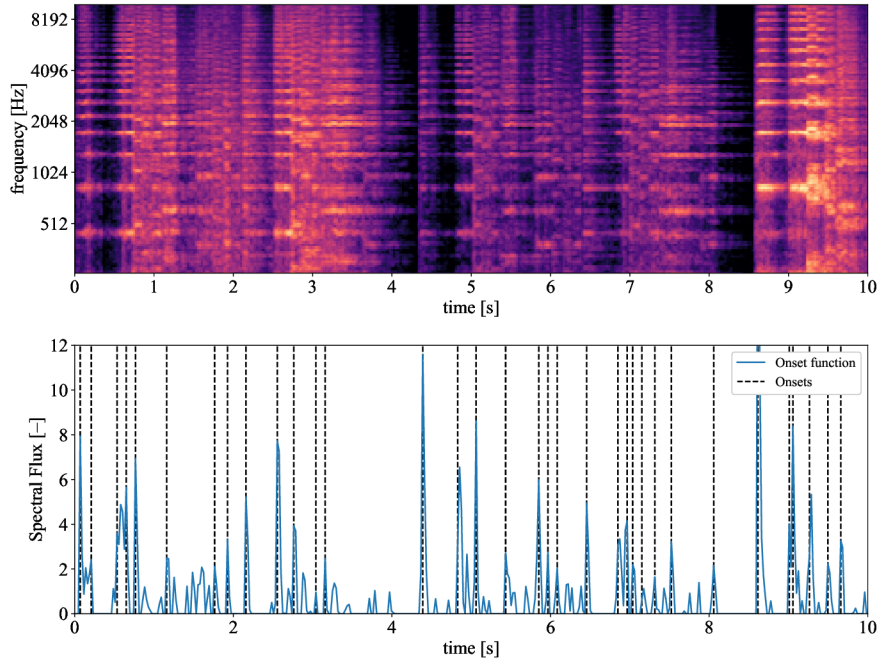 8192
4096
2048
1024
512
frequency [Hz]
0 1 2 3 4 5 6 7 8 9 10
time [s]
12
10
8
6
4
2
0
Spectral Flux [−]
Onset function
Onsets
0 2 4 6 8 10
time [s]